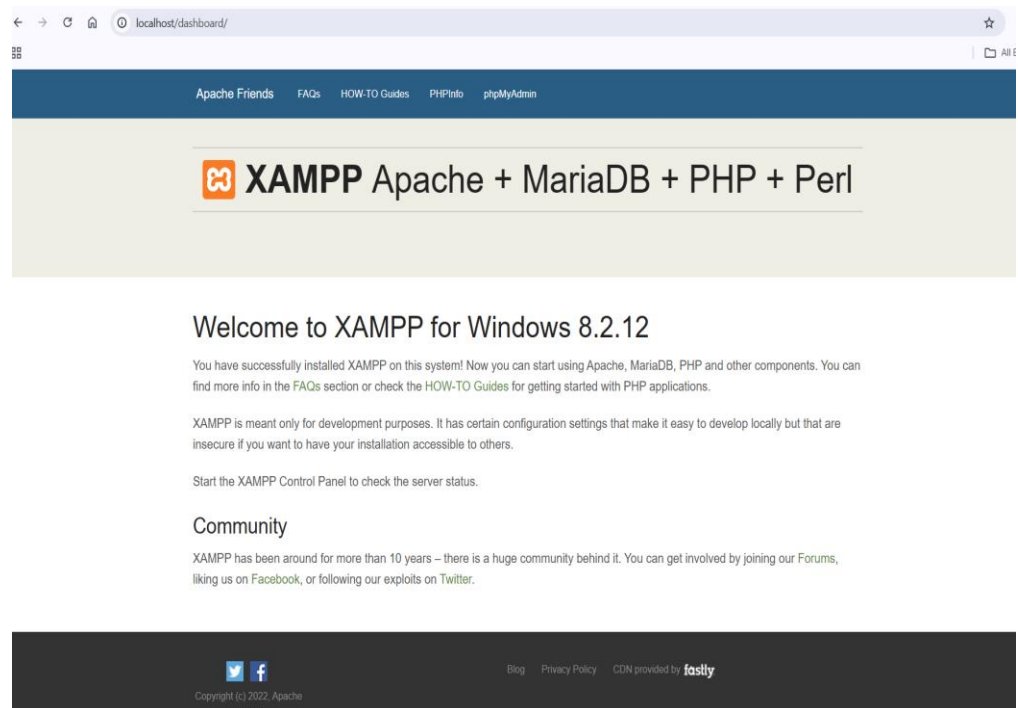 localhost/dashboard/
All
Apache Friends FAQs HOW-TO Guides PHPInfo phpMyAdmin
XAMPP Apache + MariaDB + PHP + Perl
Welcome to XAMPP for Windows 8.2.12
You have successfully installed XAMPP on this system! Now you can start using Apache, MariaDB, PHP and other components. You can
find more info in the FAQs section or check the HOW-TO Guides for getting started with PHP applications.
XAMPP is meant only for development purposes. It has certain configuration settings that make it easy to develop locally but that are
insecure if you want to have your installation accessible to others.
Start the XAMPP Control Panel to check the server status.
Community
XAMPP has been around for more than 10 years – there is a huge community behind it. You can get involved by joining our Forums,
liking us on Facebook, or following our exploits on Twitter.
Blog Privacy Policy CDN provided by fastly
Copyright (c) 2022, Apache